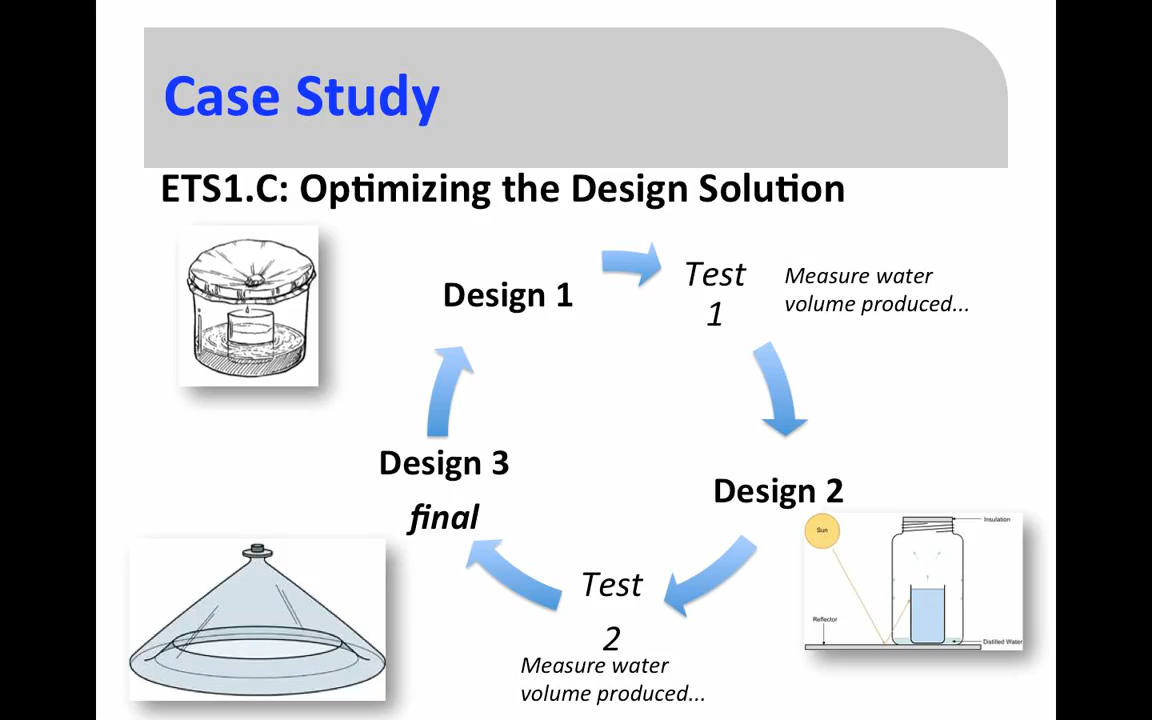 Case Study
ETS1.C: Optimizing the Design Solution
Design 1
Test
1
Measure water
volume produced...
Design 2
Sun
Insulation
Reflector
Distilled Water
Test
2
Measure water
volume produced...
Design 3
final